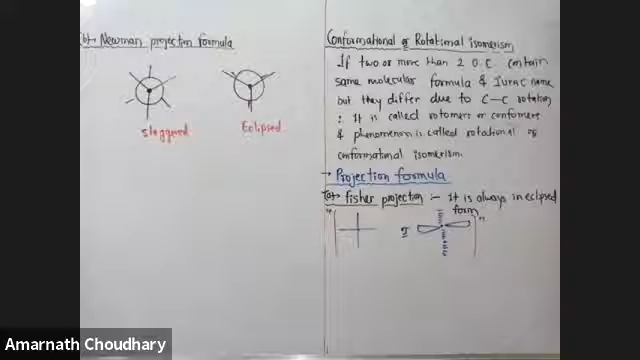 (b)→ Newman projection formula
staggered
Eclipsed
Conformational or Rotational isomerism
If two or more than 2 O.C. contain
same molecular formula & IUPAC name
but they differ due to C–C rotation
: It is called rotomers or confomers
& phenomenon is called rotational or
conformational isomerism.
→ Projection formula
(a)→ Fisher projection :- It is always in eclipsed
form
Amarnath Choudhary